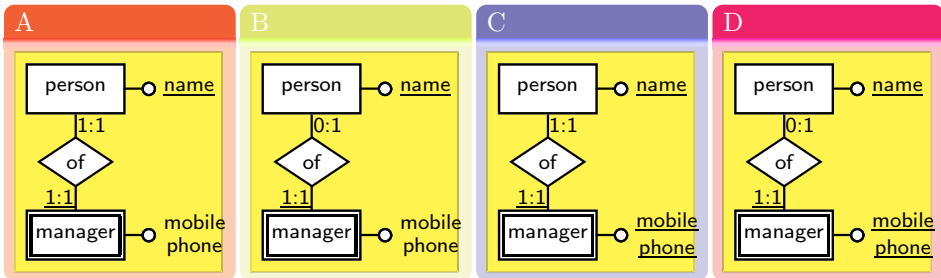 A
person
name
1:1
of
1:1
manager
mobile
phone
B
person
name
0:1
of
1:1
manager
mobile
phone
C
person
name
1:1
of
1:1
manager
mobile
phone
D
person
name
0:1
of
1:1
manager
mobile
phone